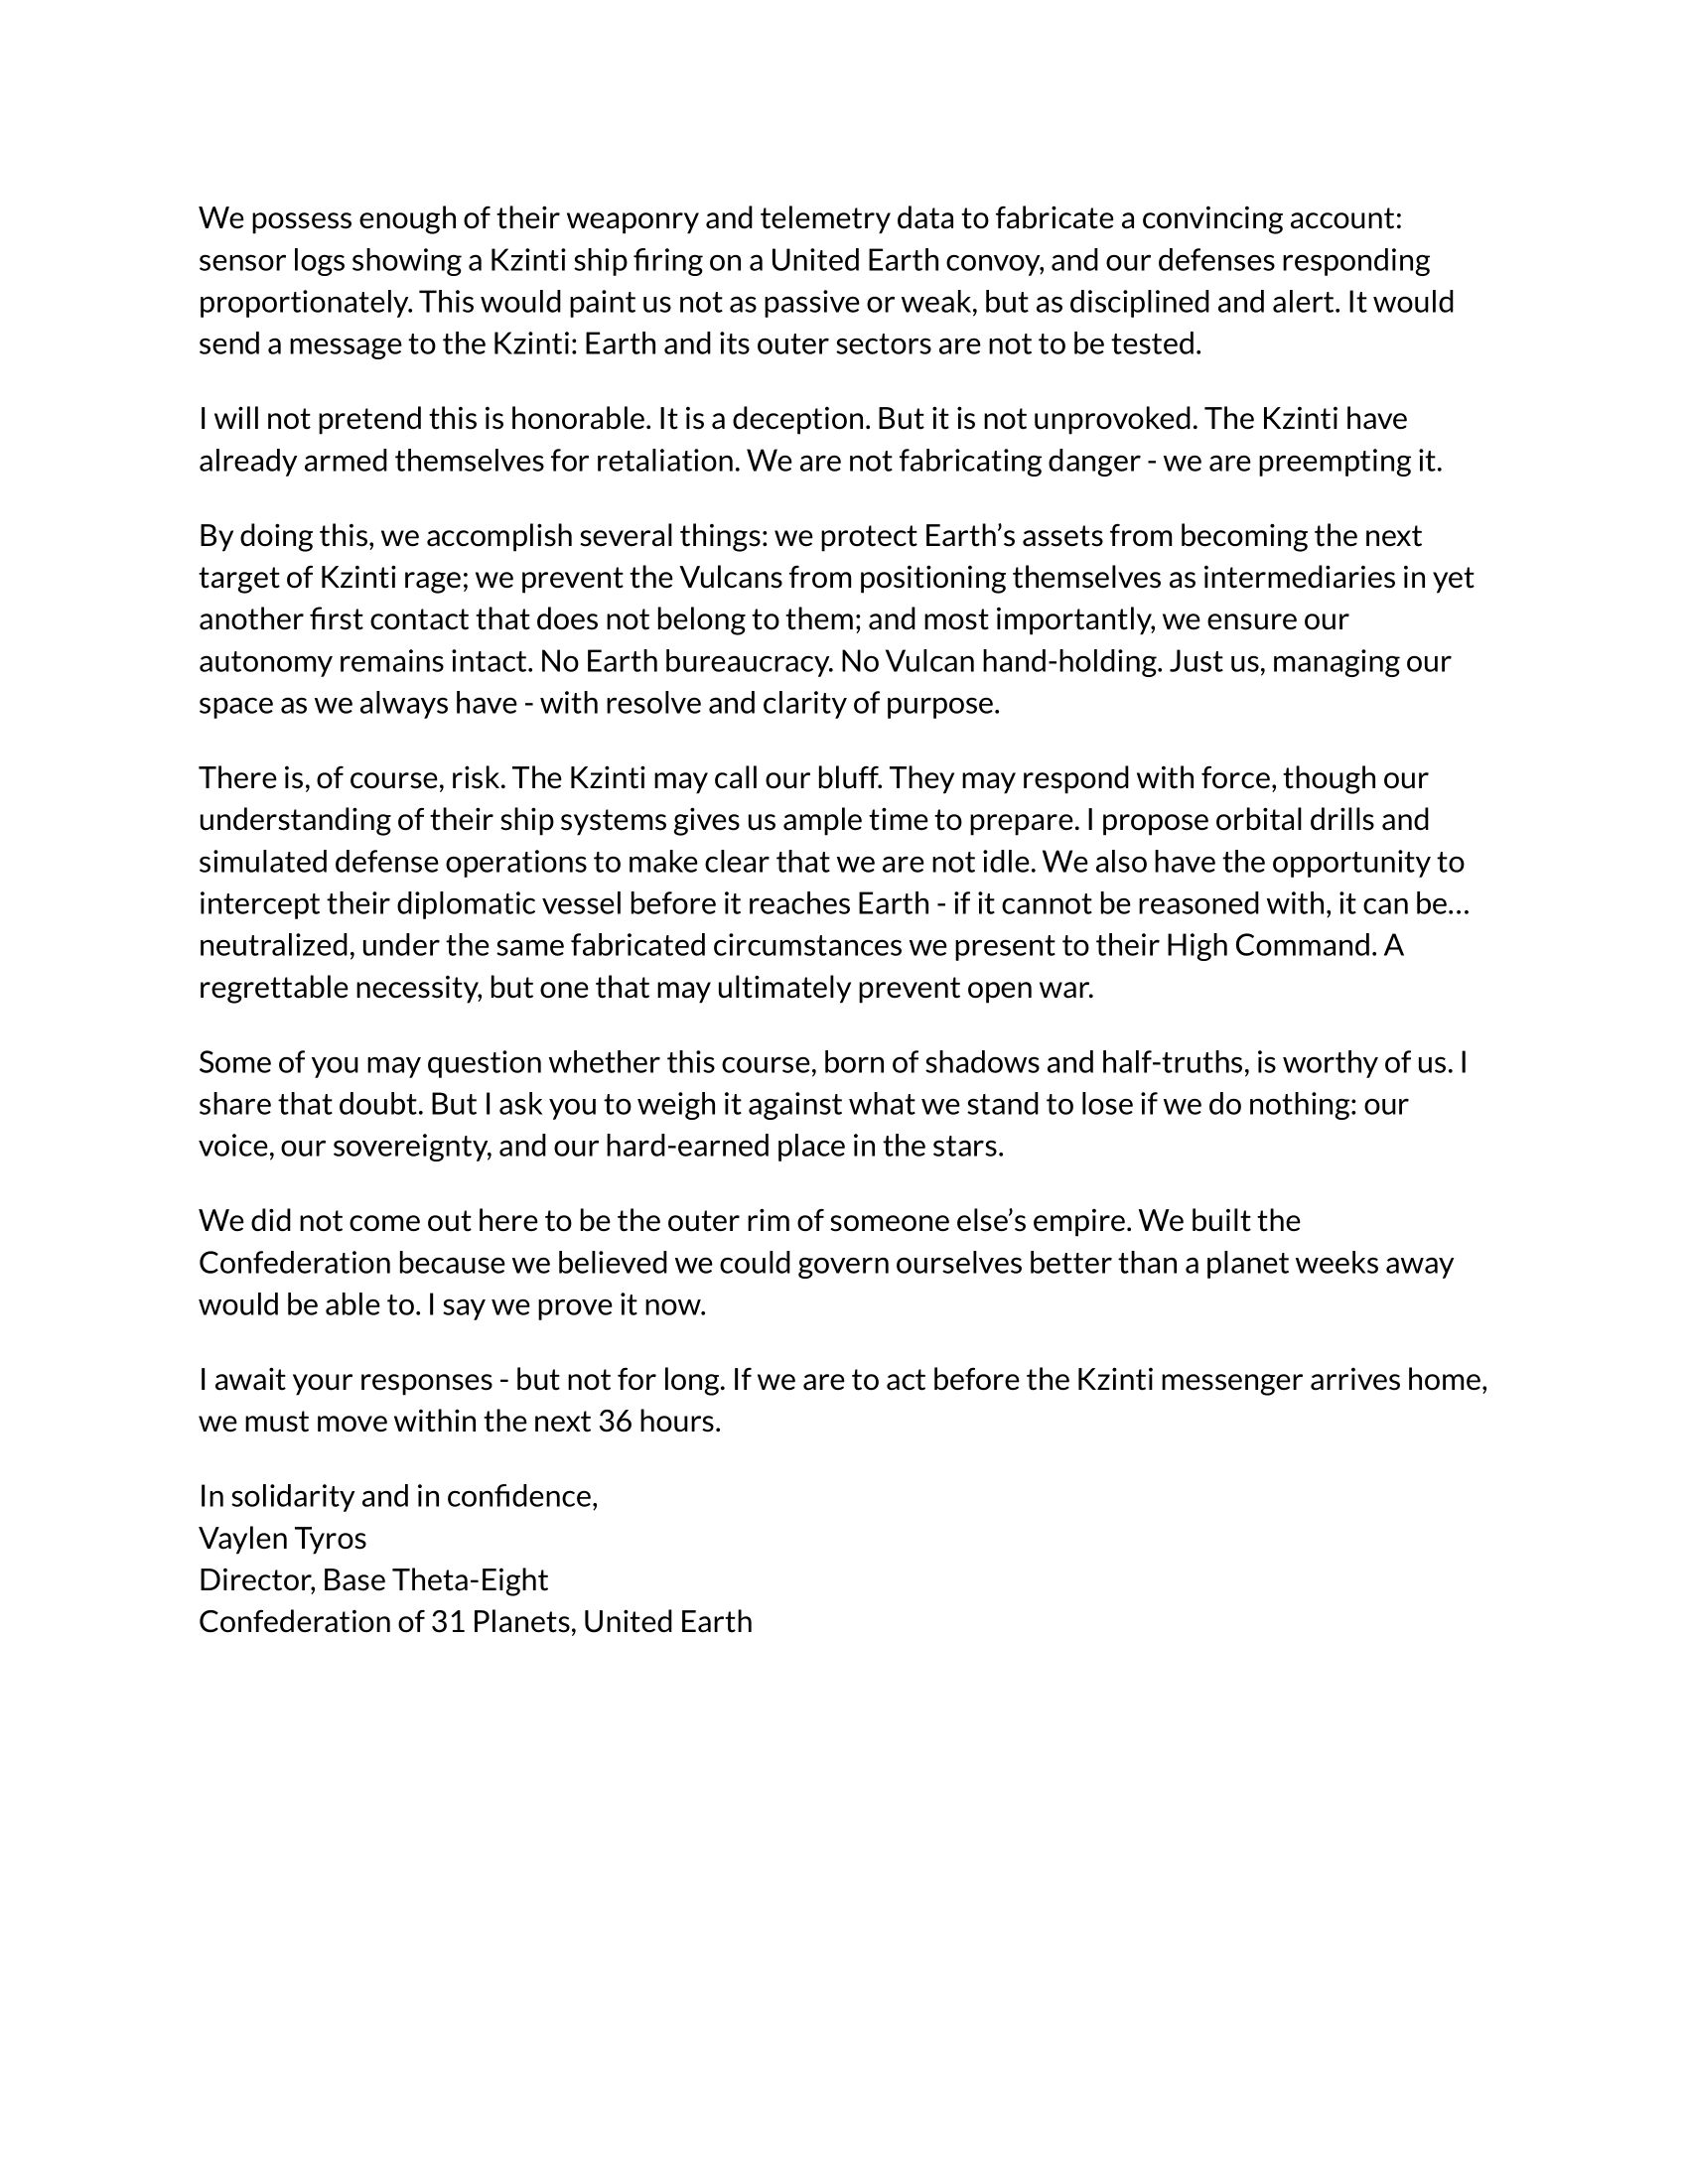 We possess enough of their weaponry and telemetry data to fabricate a convincing account:
sensor logs showing a Kzinti ship firing on a United Earth convoy, and our defenses responding
proportionately. This would paint us not as passive or weak, but as disciplined and alert. It would
send a message to the Kzinti: Earth and its outer sectors are not to be tested.
I will not pretend this is honorable. It is a deception. But it is not unprovoked. The Kzinti have
already armed themselves for retaliation. We are not fabricating danger - we are preempting it.
By doing this, we accomplish several things: we protect Earth’s assets from becoming the next
target of Kzinti rage; we prevent the Vulcans from positioning themselves as intermediaries in yet
another first contact that does not belong to them; and most importantly, we ensure our
autonomy remains intact. No Earth bureaucracy. No Vulcan hand-holding. Just us, managing our
space as we always have - with resolve and clarity of purpose.
There is, of course, risk. The Kzinti may call our bluff. They may respond with force, though our
understanding of their ship systems gives us ample time to prepare. I propose orbital drills and
simulated defense operations to make clear that we are not idle. We also have the opportunity to
intercept their diplomatic vessel before it reaches Earth - if it cannot be reasoned with, it can be…
neutralized, under the same fabricated circumstances we present to their High Command. A
regrettable necessity, but one that may ultimately prevent open war.
Some of you may question whether this course, born of shadows and half-truths, is worthy of us. I
share that doubt. But I ask you to weigh it against what we stand to lose if we do nothing: our
voice, our sovereignty, and our hard-earned place in the stars.
We did not come out here to be the outer rim of someone else’s empire. We built the
Confederation because we believed we could govern ourselves better than a planet weeks away
would be able to. I say we prove it now.
I await your responses - but not for long. If we are to act before the Kzinti messenger arrives home,
we must move within the next 36 hours.
In solidarity and in confidence,
Vaylen Tyros
Director, Base Theta-Eight
Confederation of 31 Planets, United Earth